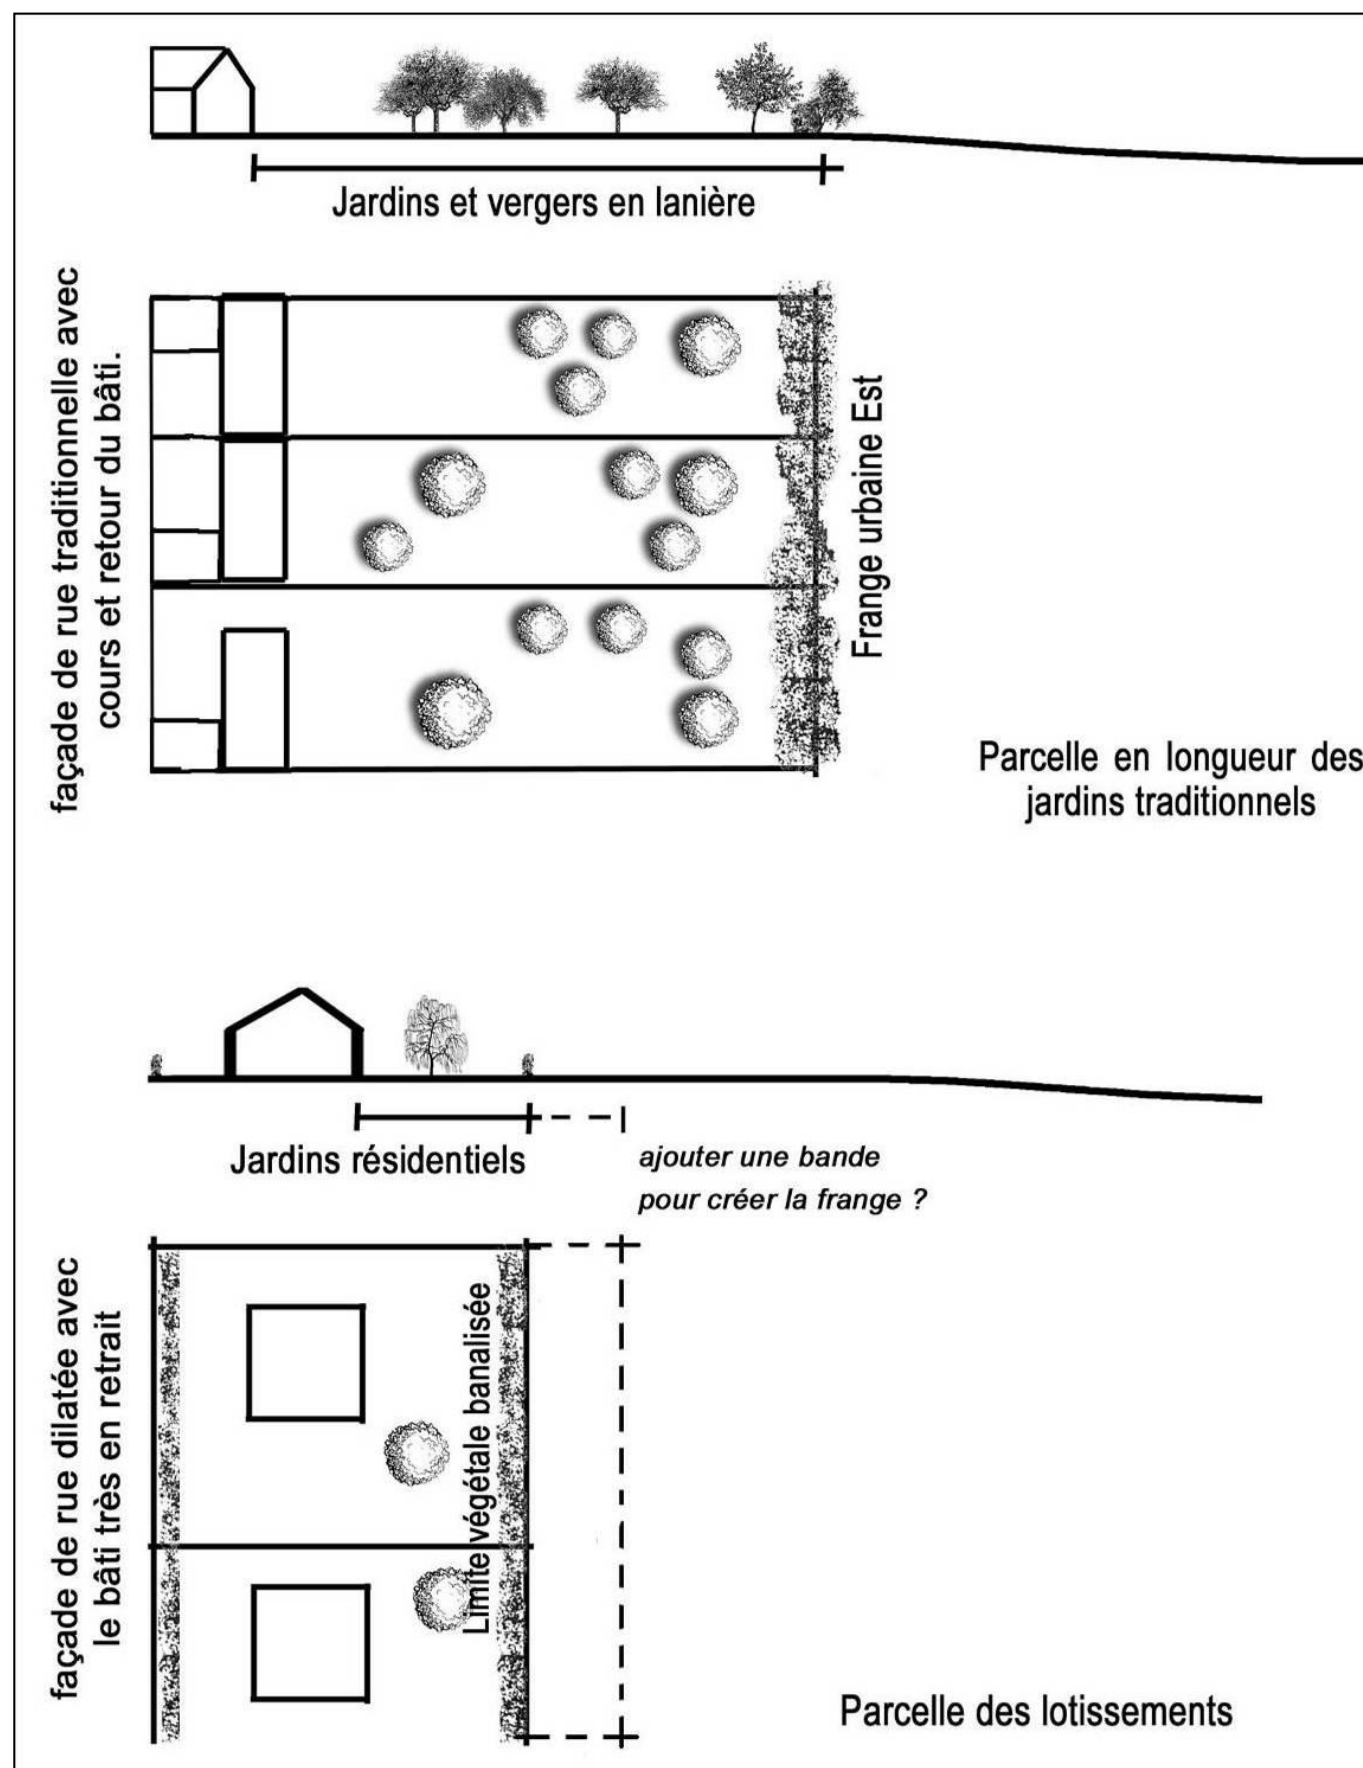 Jardins et vergers en lanière
façade de rue traditionnelle avec
cours et retour du bâti.
Frange urbaine Est
Parcelle en longueur des
jardins traditionnels
Jardins résidentiels
ajouter une bande
pour créer la frange ?
façade de rue dilatée avec
le bâti très en retrait
Limite végétale banalisée
Parcelle des lotissements